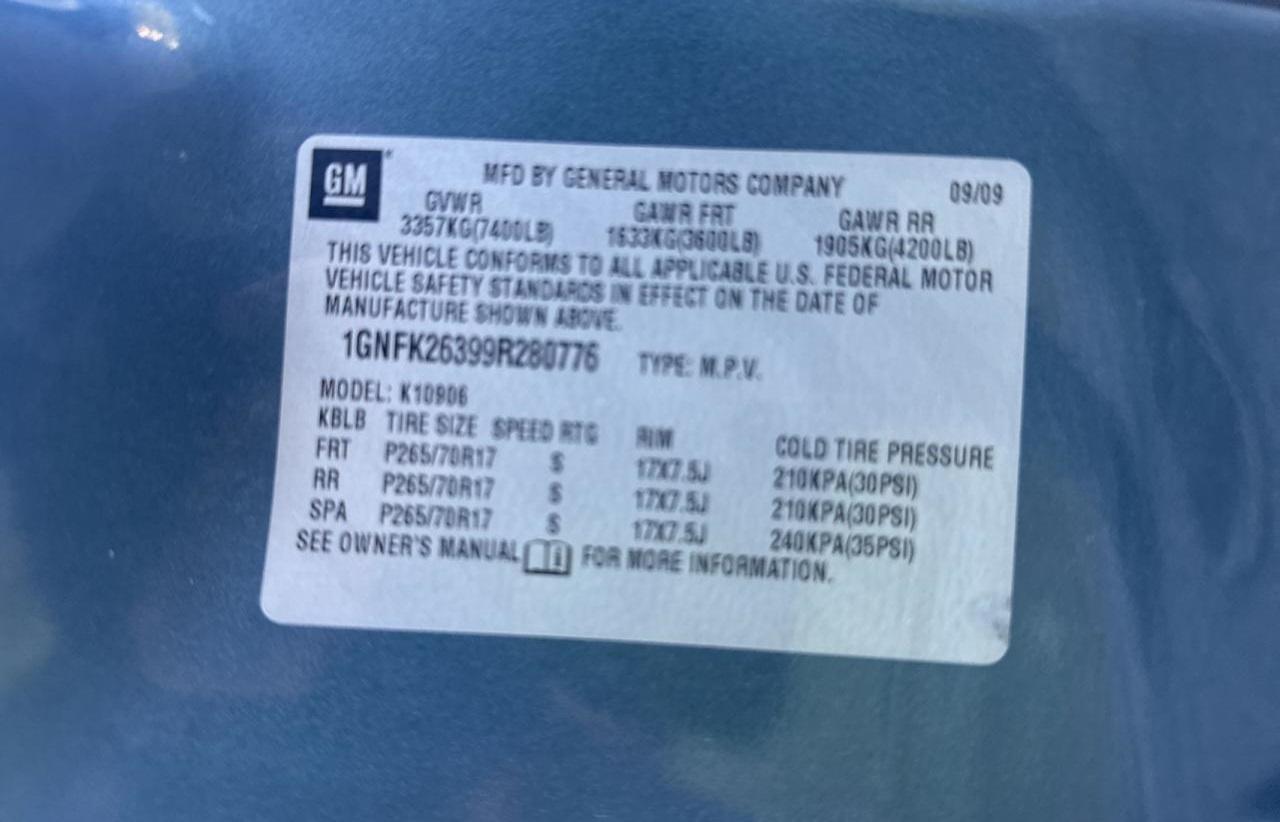 GM
MFD BY GENERAL MOTORS COMPANY 09/09
GVWR GAWR FRT GAWR RR
3357KG(7400LB) 1633KG(3600LB) 1905KG(4200LB)
THIS VEHICLE CONFORMS TO ALL APPLICABLE U.S. FEDERAL MOTOR
VEHICLE SAFETY STANDARDS IN EFFECT ON THE DATE OF
MANUFACTURE SHOWN ABOVE.
1GNFK26399R280776 TYPE: M.P.V.
MODEL: K10906
KBLB TIRE SIZE SPEED RTG RIM COLD TIRE PRESSURE
FRT P265/70R17 S 17X7.5J 210KPA(30PSI)
RR P265/70R17 S 17X7.5J 210KPA(30PSI)
SPA P265/70R17 S 17X7.5J 240KPA(35PSI)
SEE OWNER'S MANUAL FOR MORE INFORMATION.